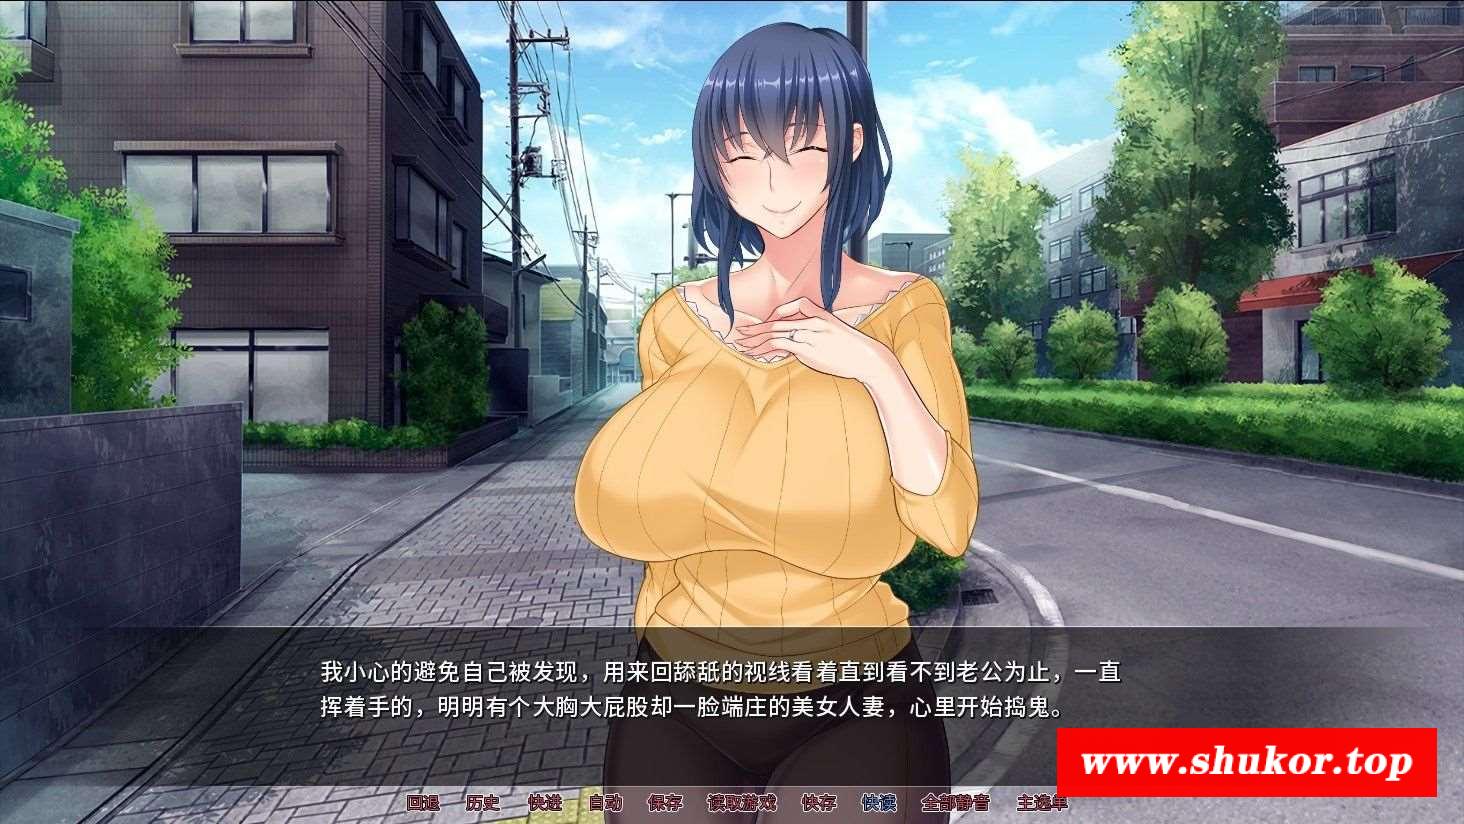 我小心的避免自己被发现，用来回舔舐的视线看着直到看不到老公为止，一直
挥着手的，明明有个大胸大屁股却一脸端庄的美女人妻，心里开始捣鬼。
www.shukor.top
回退 历史 快进 自动 保存 读取游戏 快存 快读 全部静音 主选单